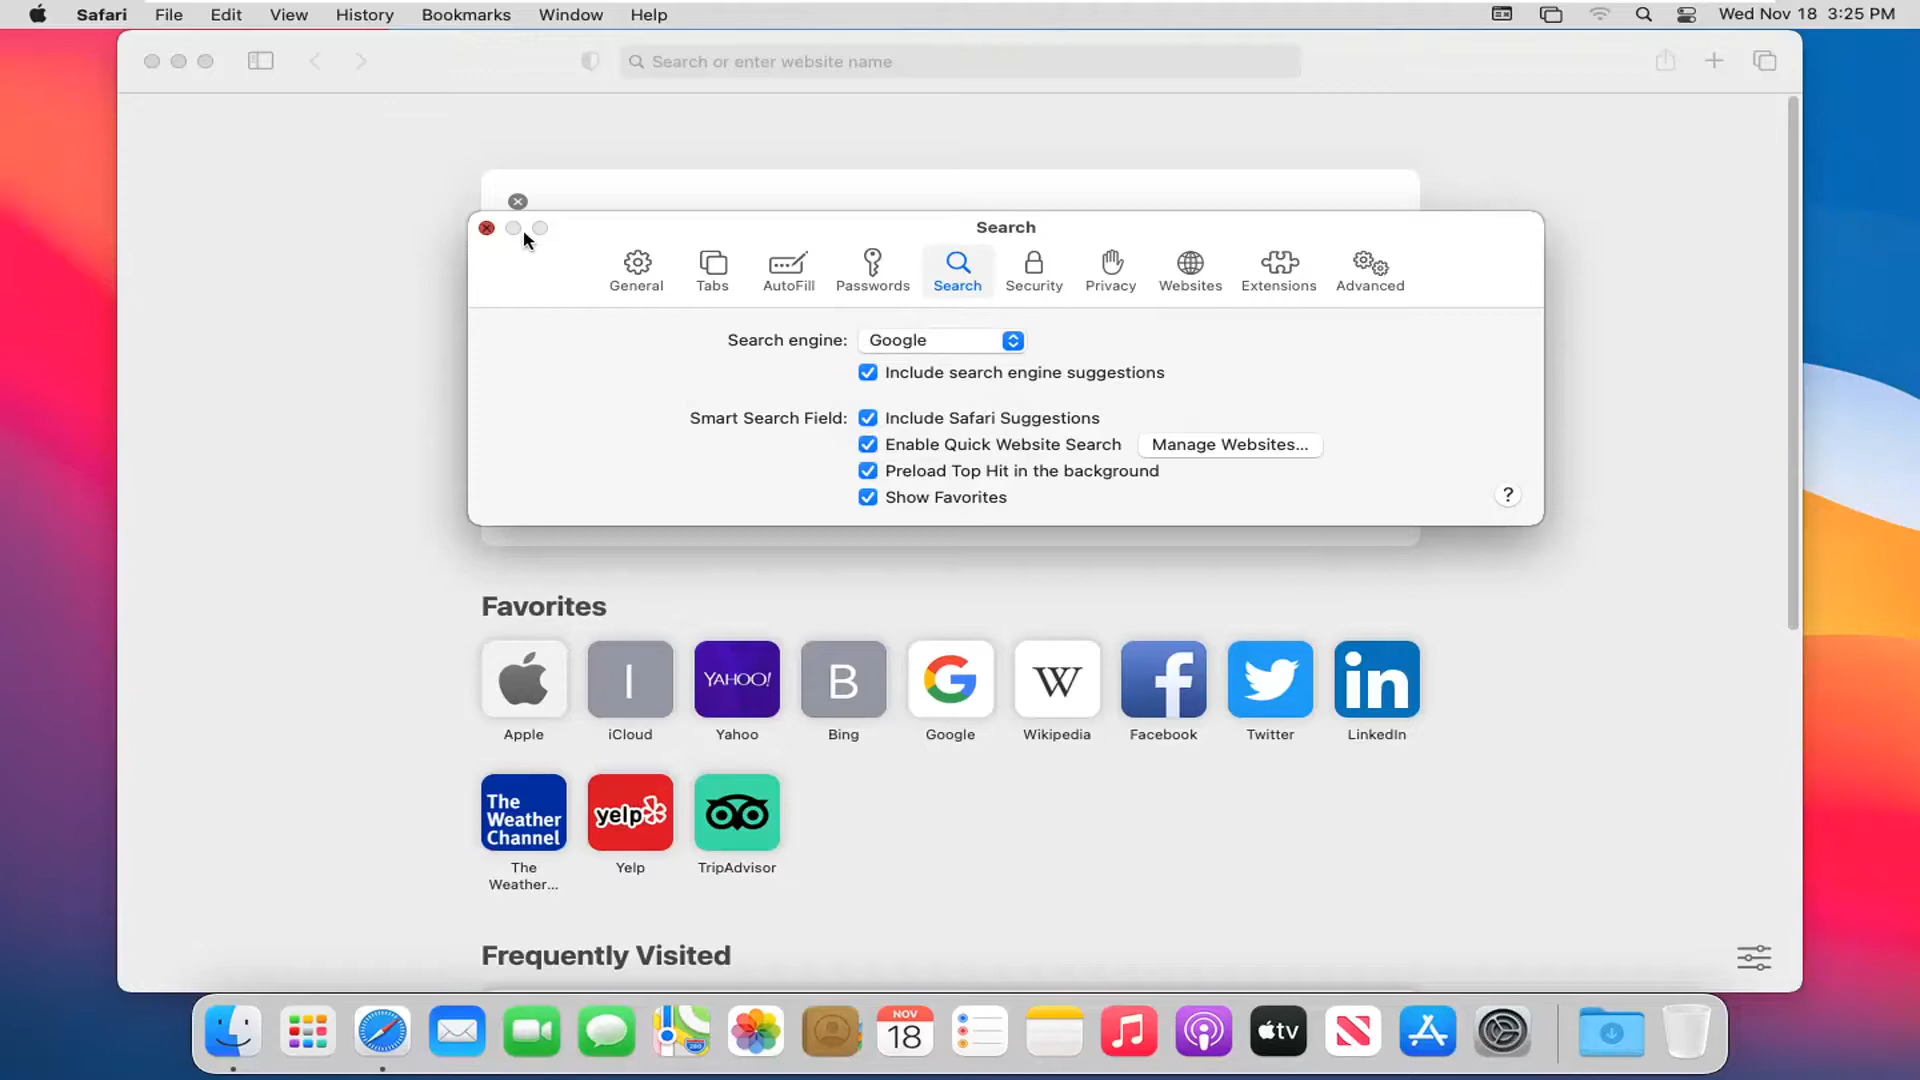 Safari File Edit View History Bookmarks Window Help Wed Nov 18 3:25 PM
Search or enter website name
Search
General Tabs AutoFill Passwords Search Security Privacy Websites Extensions Advanced
Search engine: Google
Include search engine suggestions
Smart Search Field: Include Safari Suggestions
Enable Quick Website Search Manage Websites...
Preload Top Hit in the background
Show Favorites
?
Favorites
I YAHOO! B G W f in
Apple iCloud Yahoo Bing Google Wikipedia Facebook Twitter LinkedIn
The
Weather
Channel
yelp
The
Weather...
Yelp TripAdvisor
Frequently Visited
NOV
18
280
tv